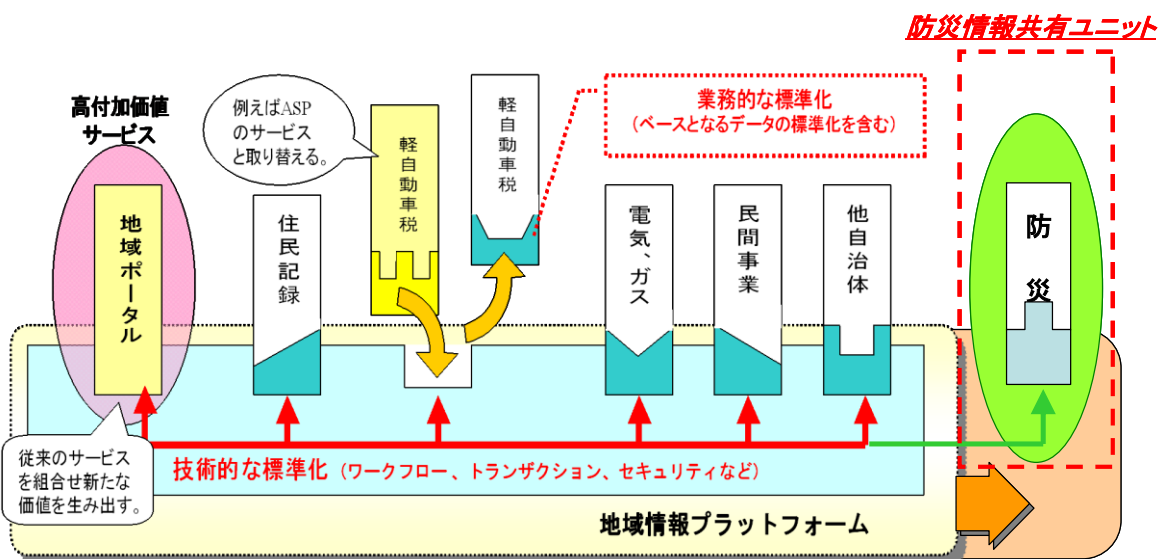 防災情報共有ユニット
高付加価値
サービス
例えばASP
のサービス
と取り替える。
軽自動車税
軽自動車税
業務的な標準化
（ベースとなるデータの標準化を含む）
地域ポータル
住民記録
電気、ガス
民間事業
他自治体
防災
従来のサービス
を組合せ新たな
価値を生み出す。
技術的な標準化（ワークフロー、トランザクション、セキュリティなど）
地域情報プラットフォーム